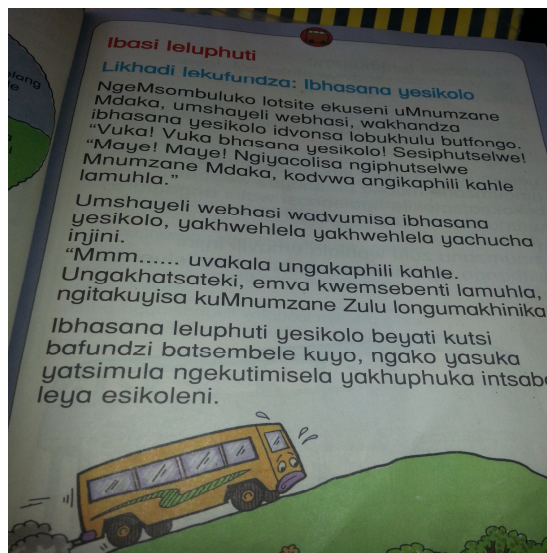 Ibasi leluphuti
Likhadi lekufundza: Ibhasana yesikolo
NgeMsombuluko lotsite ekuseni uMnumzane
Mdaka, umshayeli webhasi, wakhandza
ibhasana yesikolo idvonsa lobukhulu butfongo.
“Vuka! Vuka bhasana yesikolo! Sesiphutselwe!
“Maye! Maye! Ngiyacolisa ngiphutselwe
Mnumzane Mdaka, kodvwa angikaphili kahle
lamuhla.”
Umshayeli webhasi wadvumisa ibhasana
yesikolo, yakhwehlela yakhwehlela yachucha
injini.
“Mmm...... uvakala ungakaphili kahle.
Ungakhatsateki, emva kwemsebenti lamuhla,
ngitakuyisa kuMnumzane Zulu longumakhinika
Ibhasana leluphuti yesikolo beyati kutsi
bafundzi batsembele kuyo, ngako yasuka
yatsimula ngekutimisela yakhuphuka intsab
leya esikoleni.